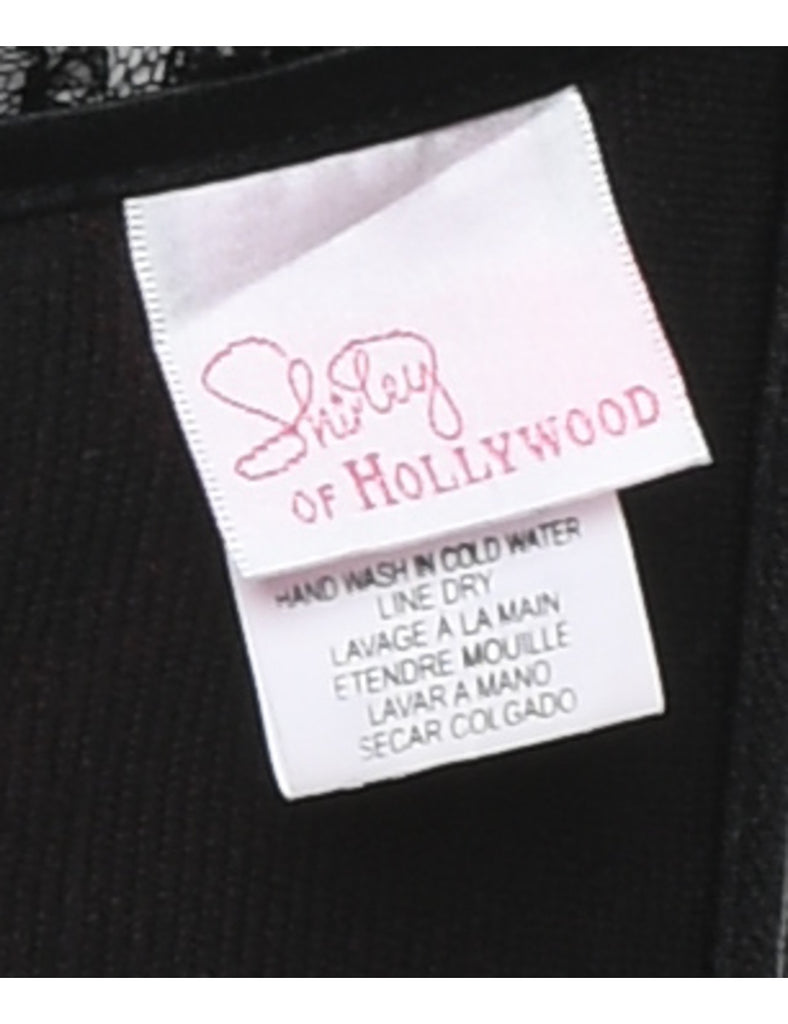 Shirley
OF HOLLYWOOD
HAND WASH IN COLD WATER
LINE DRY
LAVAGE A LA MAIN
ETENDRE MOUILLE
LAVAR A MANO
SECAR COLGADO